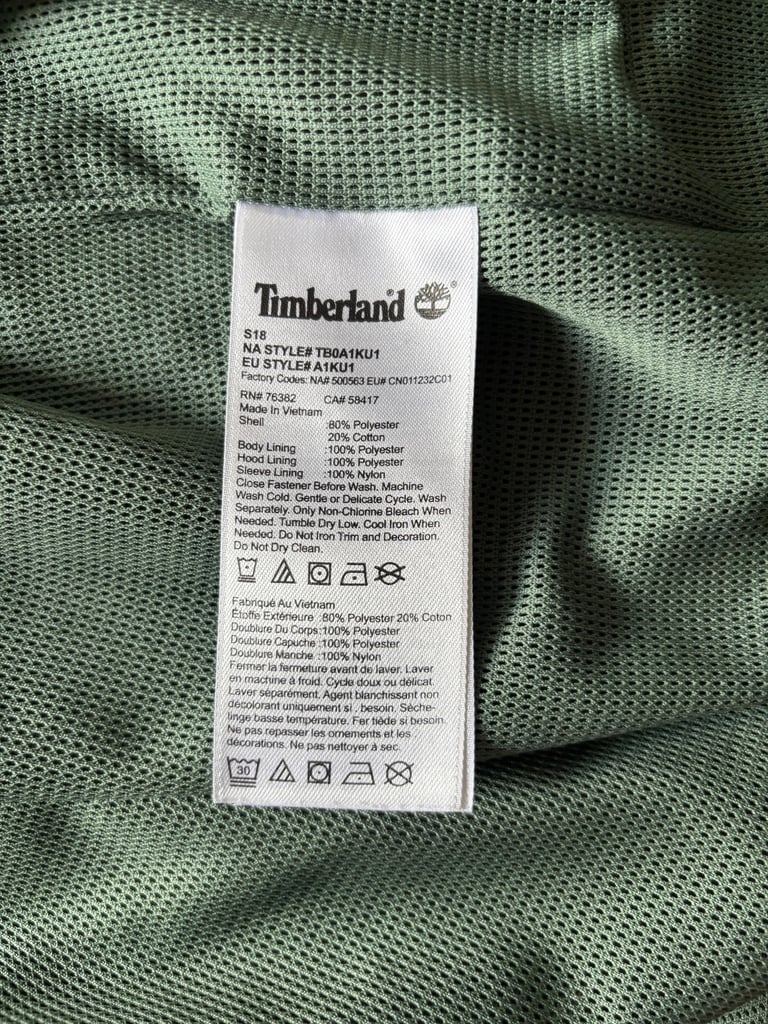 Timberland®
S18
NA STYLE# TB0A1KU1
EU STYLE# A1KU1
Factory Codes: NA# 500563 EU# CN011232C01
RN# 76382 CA# 58417
Made In Vietnam
Shell :80% Polyester
20% Cotton
Body Lining :100% Polyester
Hood Lining :100% Polyester
Sleeve Lining :100% Nylon
Close Fastener Before Wash. Machine
Wash Cold. Gentle or Delicate Cycle. Wash
Separately. Only Non-Chlorine Bleach When
Needed. Tumble Dry Low. Cool Iron When
Needed. Do Not Iron Trim and Decoration.
Do Not Dry Clean.
Fabriqué Au Vietnam
Étoffe Extérieure :80% Polyester 20% Coton
Doublure Du Corps:100% Polyester
Doublure Capuche :100% Polyester
Doublure Manche :100% Nylon
Fermer la fermeture avant de laver. Laver
en machine à froid. Cycle doux ou délicat.
Laver séparément. Agent blanchissant non
décolorant uniquement si . besoin. Sèche-
linge basse température. Fer tiède si besoin.
Ne pas repasser les ornements et les
décorations. Ne pas nettoyer à sec.
30